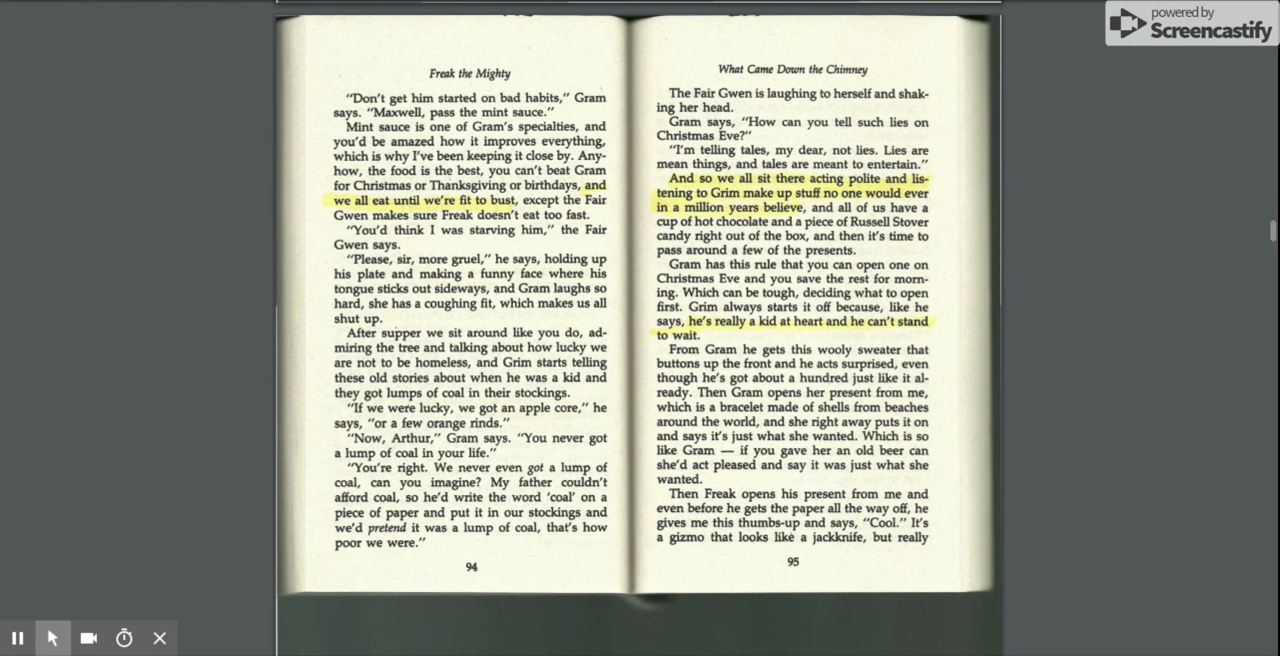 powered by
Screencastify
Freak the Mighty
"Don't get him started on bad habits," Gram
says. "Maxwell, pass the mint sauce."
Mint sauce is one of Gram's specialties, and
you'd be amazed how it improves everything,
which is why I've been keeping it close by. Any-
how, the food is the best, you can't beat Gram
for Christmas or Thanksgiving or birthdays, and
we all eat until we're fit to bust, except the Fair
Gwen makes sure Freak doesn't eat too fast.
"You'd think I was starving him," the Fair
Gwen says.
"Please, sir, more gruel," he says, holding up
his plate and making a funny face where his
tongue sticks out sideways, and Gram laughs so
hard, she has a coughing fit, which makes us all
shut up.
After supper we sit around like you do, ad-
miring the tree and talking about how lucky we
are not to be homeless, and Grim starts telling
these old stories about when he was a kid and
they got lumps of coal in their stockings.
"If we were lucky, we got an apple core," he
says, "or a few orange rinds."
"Now, Arthur," Gram says. "You never got
a lump of coal in your life."
"You're right. We never even got a lump of
coal, can you imagine? My father couldn't
afford coal, so he'd write the word 'coal' on a
piece of paper and put it in our stockings and
we'd pretend it was a lump of coal, that's how
poor we were."
94
What Came Down the Chimney
The Fair Gwen is laughing to herself and shak-
ing her head.
Gram says, "How can you tell such lies on
Christmas Eve?"
"I'm telling tales, my dear, not lies. Lies are
mean things, and tales are meant to entertain."
And so we all sit there acting polite and lis-
tening to Grim make up stuff no one would ever
in a million years believe, and all of us have a
cup of hot chocolate and a piece of Russell Stover
candy right out of the box, and then it's time to
pass around a few of the presents.
Gram has this rule that you can open one on
Christmas Eve and you save the rest for morn-
ing. Which can be tough, deciding what to open
first. Grim always starts it off because, like he
says, he's really a kid at heart and he can't stand
to wait.
From Gram he gets this wooly sweater that
buttons up the front and he acts surprised, even
though he's got about a hundred just like it al-
ready. Then Gram opens her present from me,
which is a bracelet made of shells from beaches
around the world, and she right away puts it on
and says it's just what she wanted. Which is so
like Gram — if you gave her an old beer can
she'd act pleased and say it was just what she
wanted.
Then Freak opens his present from me and
even before he gets the paper all the way off, he
gives me this thumbs-up and says, "Cool." It's
a gizmo that looks like a jackknife, but really
95